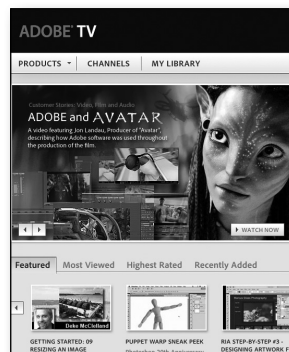 ADOBE® TV
PRODUCTS CHANNELS MY LIBRARY
Customer Stories: Video, Film and Audio
ADOBE and AVATAR
A video featuring Jon Landau, Producer of "Avatar",
describing how Adobe software was used throughout
the production of the film.
WATCH NOW
Featured Most Viewed Highest Rated Recently Added
Deke McClelland
GETTING STARTED: 09
RESIZING AN IMAGE
PUPPET WARP SNEAK PEEK
Photoshop 20th Anniversary
RIA STEP-BY-STEP #3 -
DESIGNING ARTWORK F